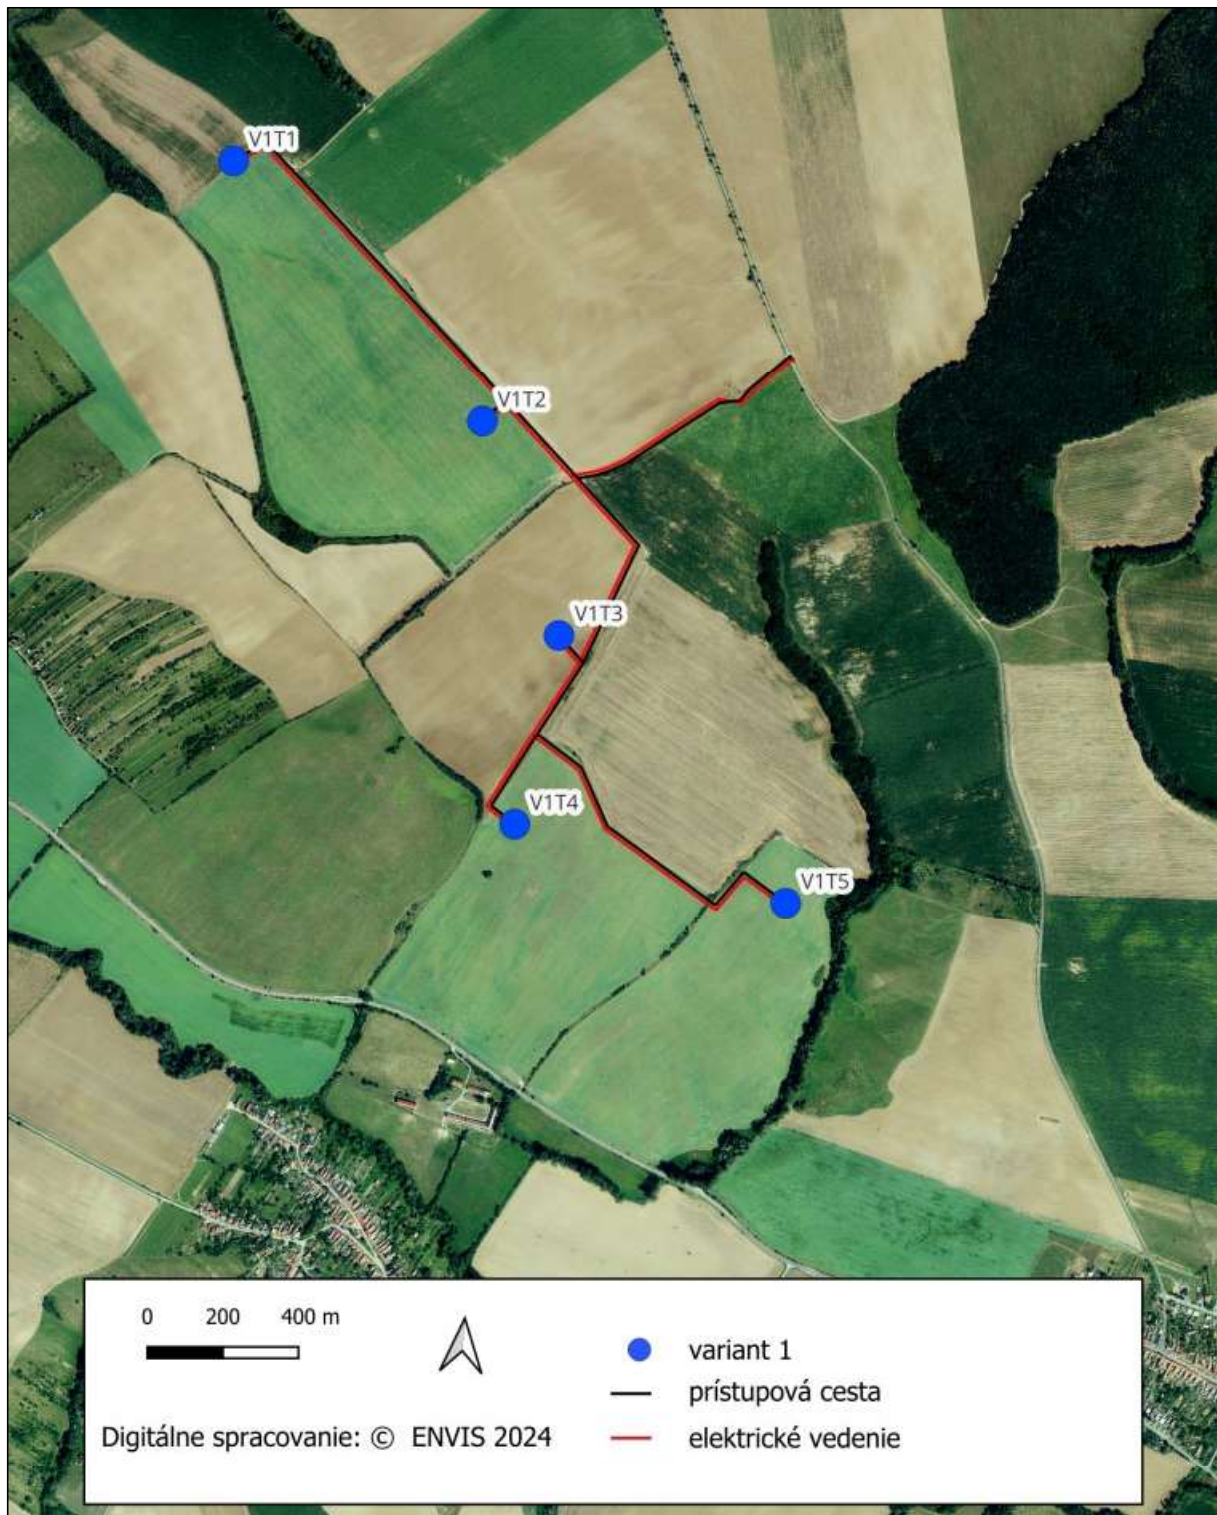 V1T1
V1T2
V1T3
V1T4
V1T5
0 200 400 m
variant 1
prístupová cesta
elektrické vedenie
Digitálne spracovanie: © ENVIS 2024